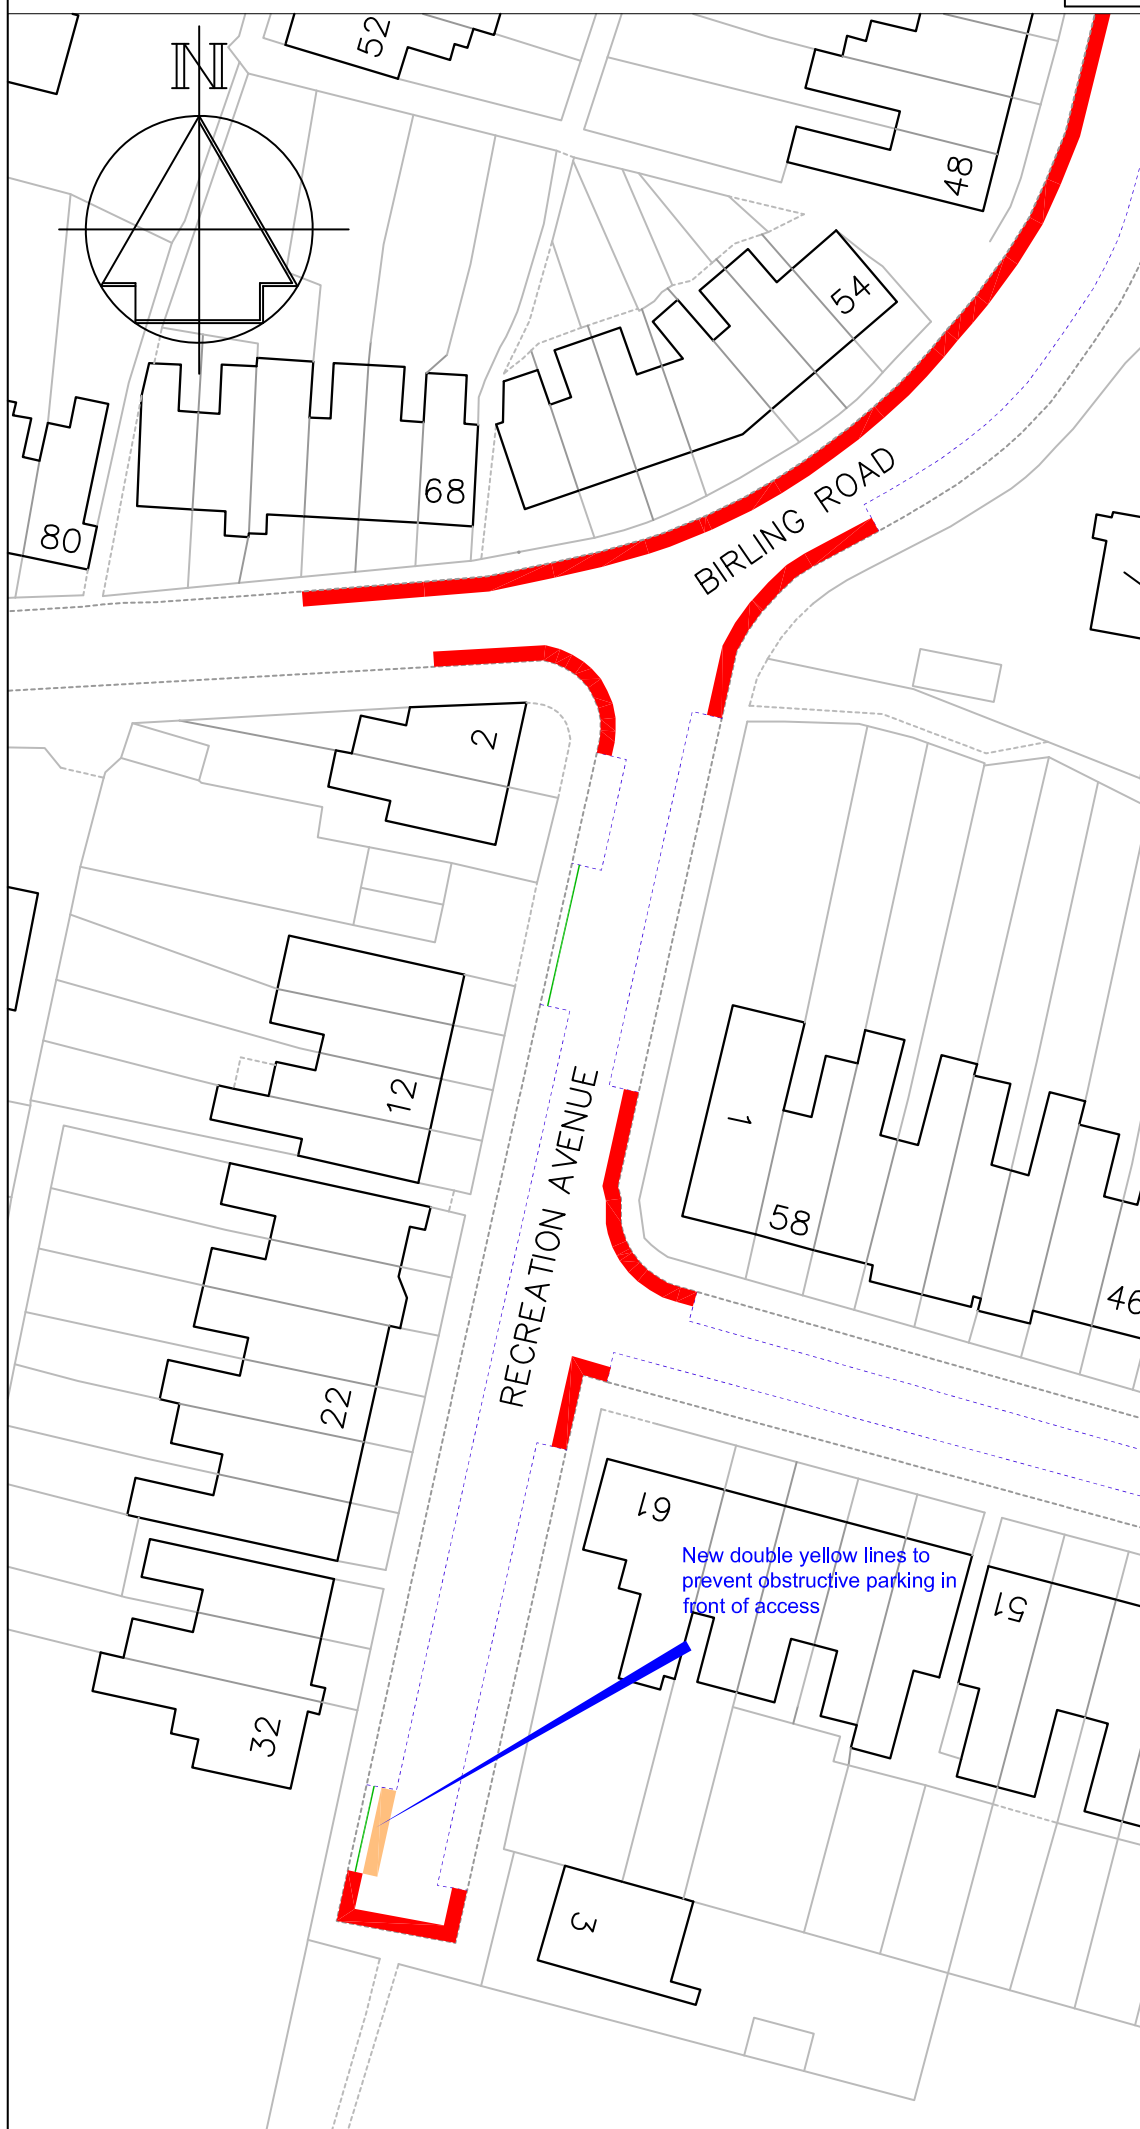 52
N
48
54
68
80
BIRLING ROAD
2
12
RECREATION AVENUE
1
58
46
22
61
New double yellow lines to
prevent obstructive parking in
front of access
51
32
3